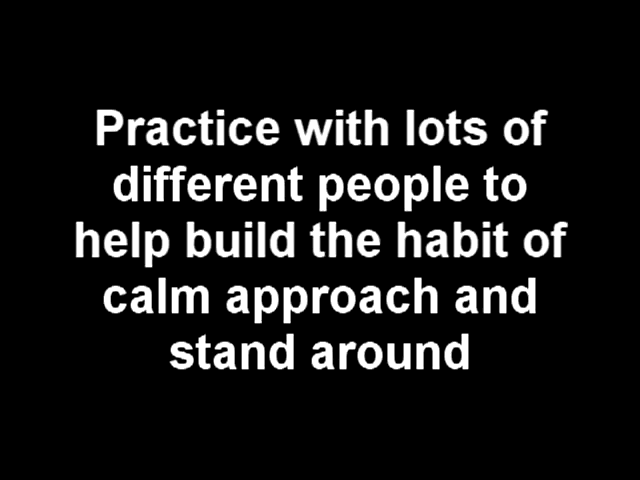 Practice with lots of
different people to
help build the habit of
calm approach and
stand around